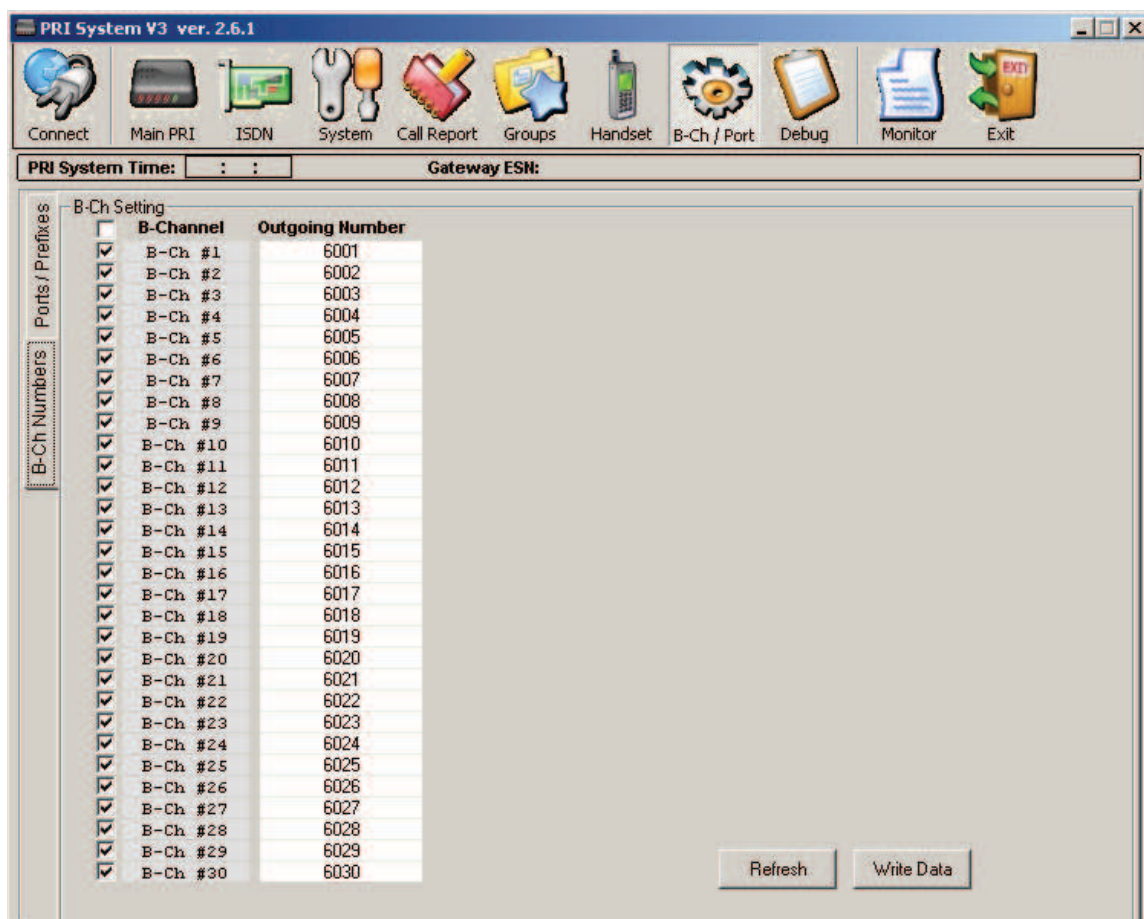 PRI System V3 ver. 2.6.1
EXIT
Connect Main PRI ISDN System Call Report Groups Handset B-Ch / Port Debug Monitor Exit
PRI System Time: : : Gateway ESN:
Ports / Prefixes
B-Ch Numbers
B-Ch Setting
B-Channel Outgoing Number
B-Ch #1 6001
B-Ch #2 6002
B-Ch #3 6003
B-Ch #4 6004
B-Ch #5 6005
B-Ch #6 6006
B-Ch #7 6007
B-Ch #8 6008
B-Ch #9 6009
B-Ch #10 6010
B-Ch #11 6011
B-Ch #12 6012
B-Ch #13 6013
B-Ch #14 6014
B-Ch #15 6015
B-Ch #16 6016
B-Ch #17 6017
B-Ch #18 6018
B-Ch #19 6019
B-Ch #20 6020
B-Ch #21 6021
B-Ch #22 6022
B-Ch #23 6023
B-Ch #24 6024
B-Ch #25 6025
B-Ch #26 6026
B-Ch #27 6027
B-Ch #28 6028
B-Ch #29 6029
B-Ch #30 6030
Refresh Write Data